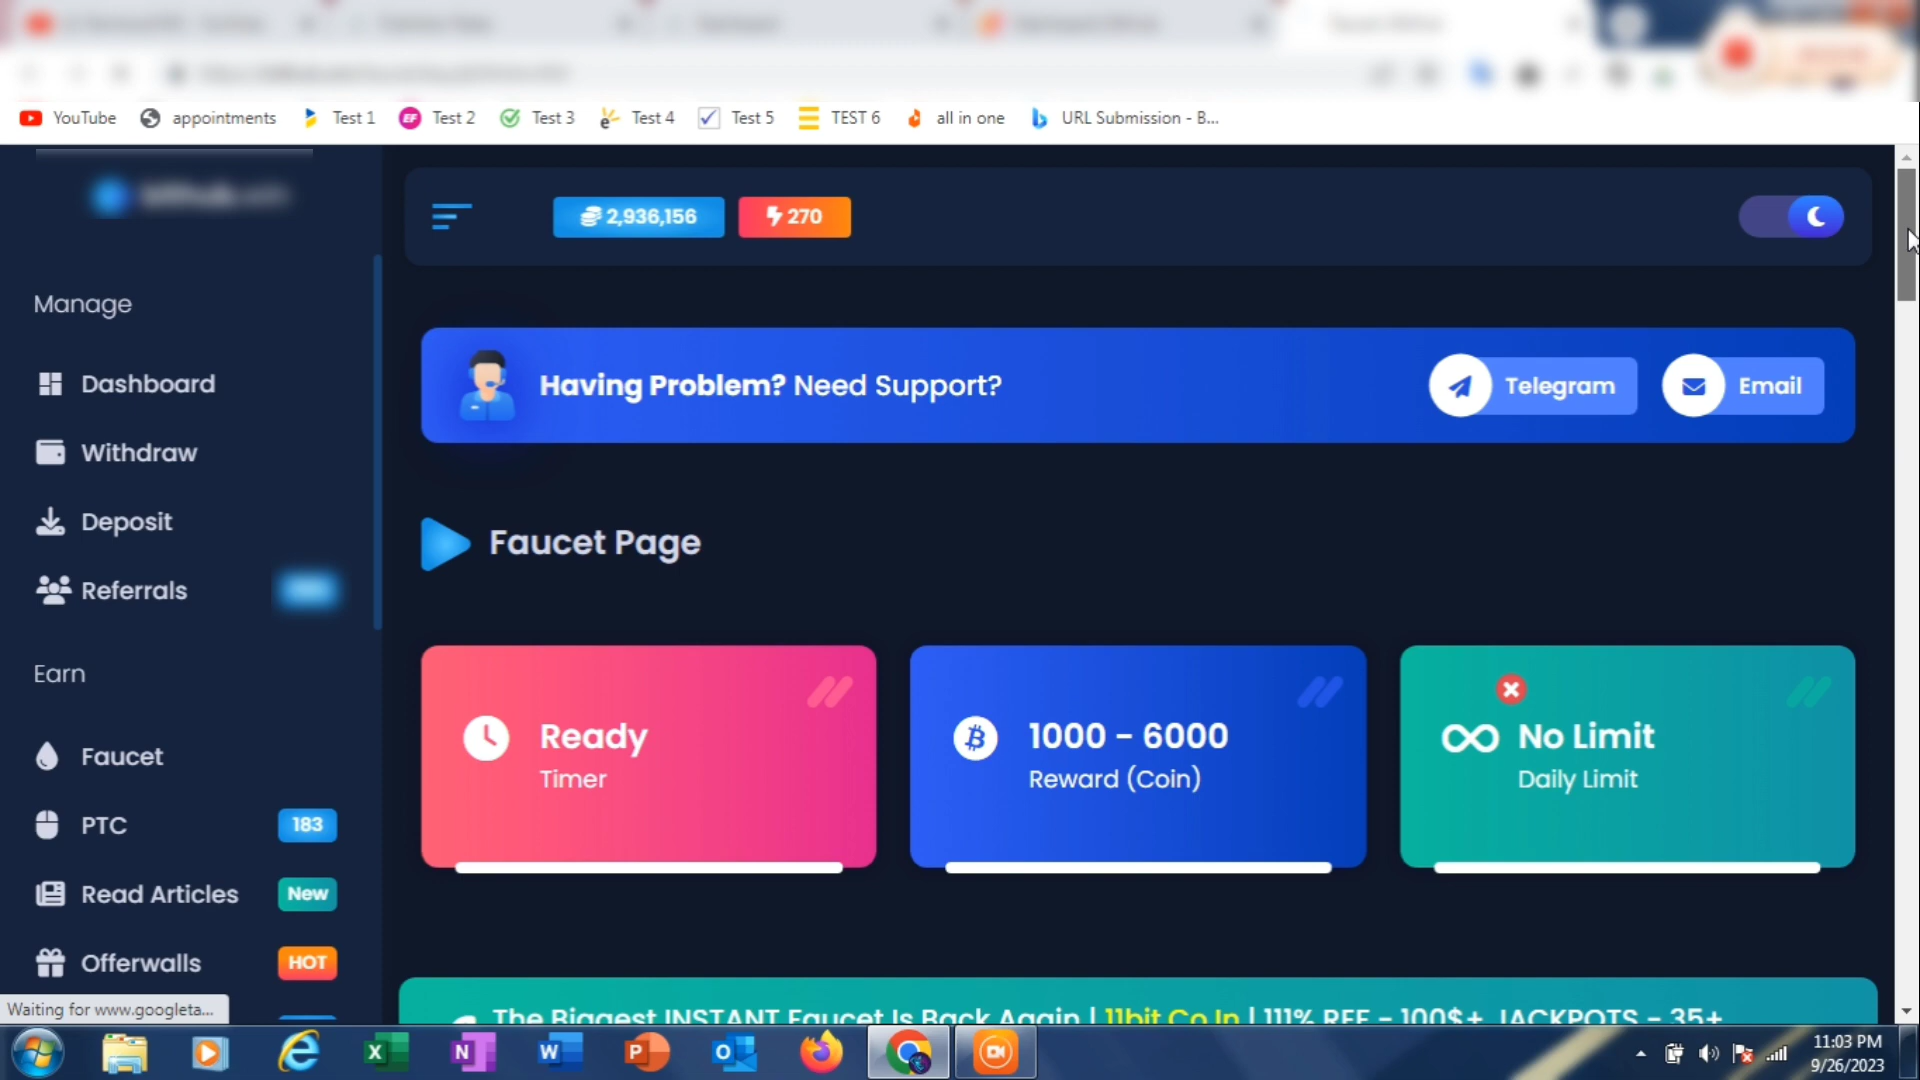 YouTube appointments Test 1 Test 2 Test 3 Test 4 Test 5 TEST 6 all in one URL Submission - B...
2,936,156 270
Manage
Having Problem? Need Support? Telegram Email
Dashboard
Withdraw
Deposit
Faucet Page
Referrals
Earn
Ready
Timer
1000 - 6000
Reward (Coin)
No Limit
Daily Limit
Faucet
PTC 183
Read Articles New
Offerwalls HOT
Waiting for www.googleta...
The Biggest INSTANT Faucet Is Back Again | 11bit.Co.In | 111% REF - 100$+ JACKPOTS - 35+
11:03 PM
9/26/2023